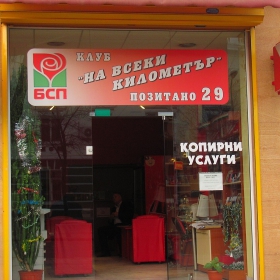 БСП
КЛУБ
„НА ВСЕКИ
КИЛОМЕТЪР“
ПОЗИТАНО 29
КОПИРНИ
УСЛУГИ